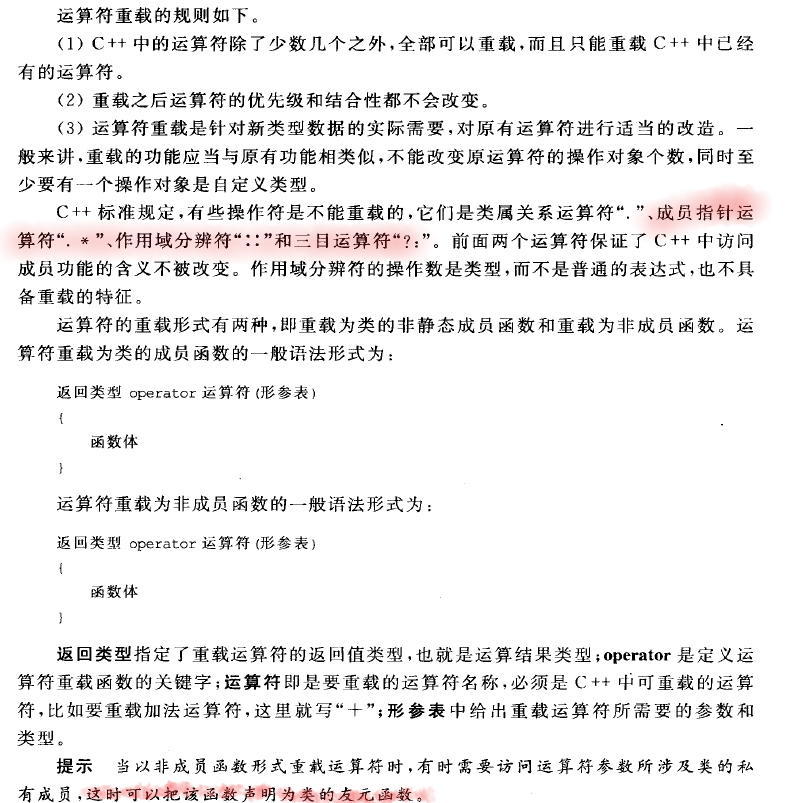 运算符重载的规则如下。
(1) C++ 中的运算符除了少数几个之外,全部可以重载,而且只能重载 C++ 中已经
有的运算符。
(2) 重载之后运算符的优先级和结合性都不会改变。
(3) 运算符重载是针对新类型数据的实际需要,对原有运算符进行适当的改造。一
般来讲,重载的功能应当与原有功能相类似,不能改变原运算符的操作对象个数,同时至
少要有一个操作对象是自定义类型。
C++ 标准规定,有些操作符是不能重载的,它们是类属关系运算符“.”、成员指针运
算符“.*”、作用域分辨符“::”和三目运算符“?:”。前面两个运算符保证了 C++ 中访问
成员功能的含义不被改变。作用域分辨符的操作数是类型,而不是普通的表达式,也不具
备重载的特征。
运算符的重载形式有两种,即重载为类的非静态成员函数和重载为非成员函数。运
算符重载为类的成员函数的一般语法形式为:
返回类型 operator 运算符(形参表)
{
函数体
}
运算符重载为非成员函数的一般语法形式为:
返回类型 operator 运算符(形参表)
{
函数体
}
返回类型指定了重载运算符的返回值类型,也就是运算结果类型;operator 是定义运
算符重载函数的关键字;运算符即是要重载的运算符名称,必须是 C++ 中可重载的运算
符,比如要重载加法运算符,这里就写“+”;形参表中给出重载运算符所需要的参数和
类型。
提示 当以非成员函数形式重载运算符时,有时需要访问运算符参数所涉及类的私
有成员,这时可以把该函数声明为类的友元函数。